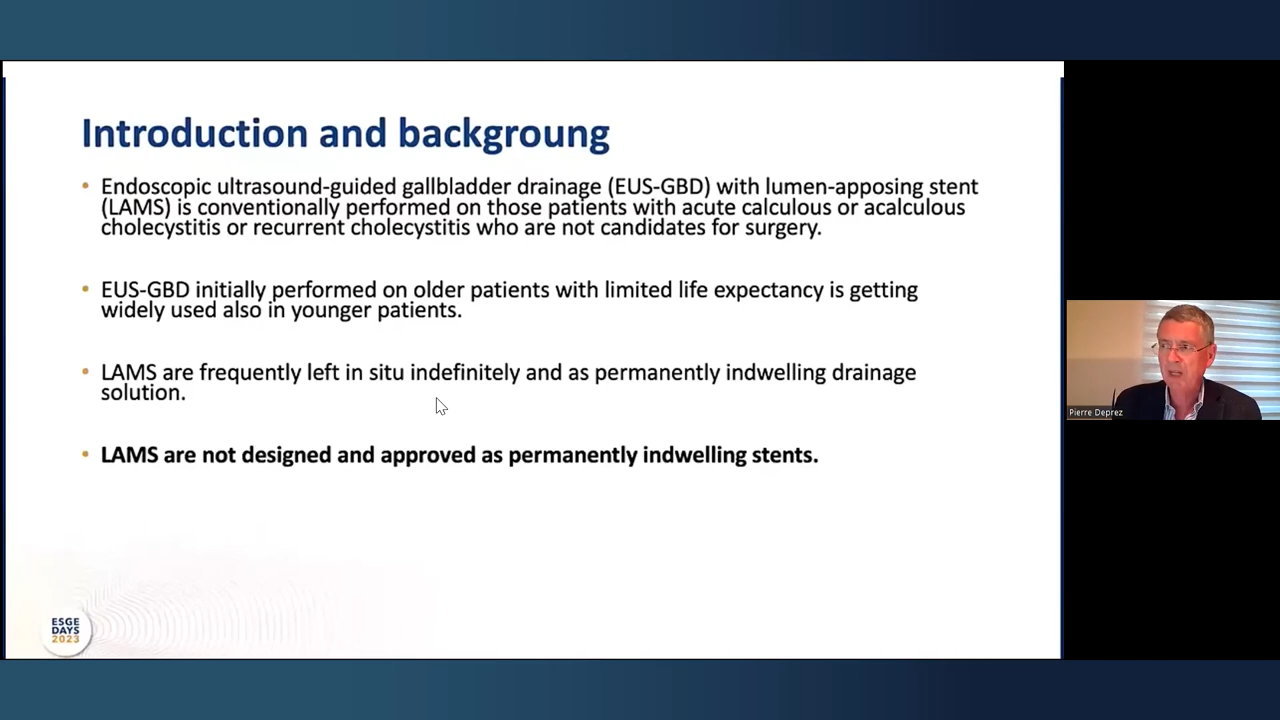 Introduction and backgroung
• Endoscopic ultrasound-guided gallbladder drainage (EUS-GBD) with lumen-apposing stent
(LAMS) is conventionally performed on those patients with acute calculous or acalculous
cholecystitis or recurrent cholecystitis who are not candidates for surgery.
• EUS-GBD initially performed on older patients with limited life expectancy is getting
widely used also in younger patients.
• LAMS are frequently left in situ indefinitely and as permanently indwelling drainage
solution.
• LAMS are not designed and approved as permanently indwelling stents.
Pierre Deprez
ESGE
DAYS
2023